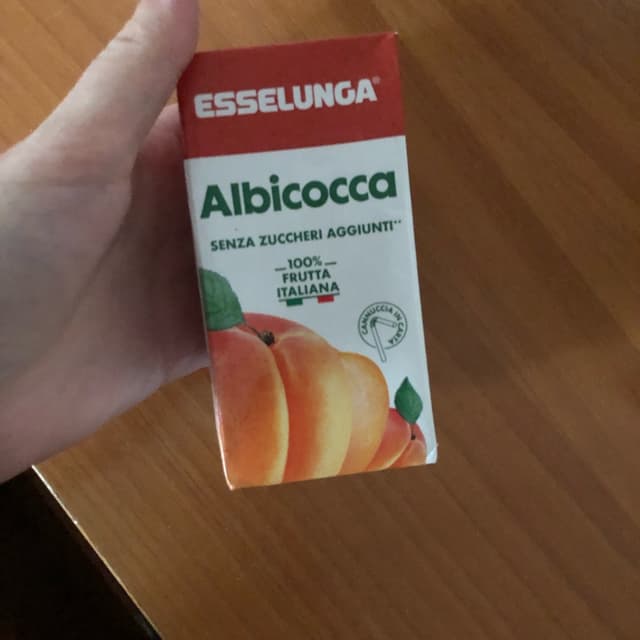 ESSELUNGA®
Albicocca
SENZA ZUCCHERI AGGIUNTI**
100%
FRUTTA
ITALIANA
CANNUCCIA IN CARTA